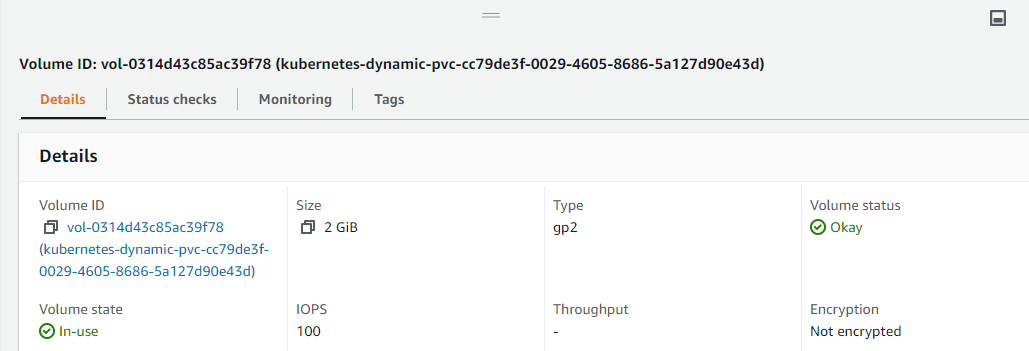 Volume ID: vol-0314d43c85ac39f78 (kubernetes-dynamic-pvc-cc79de3f-0029-4605-8686-5a127d90e43d)
Details
Status checks
Monitoring
Tags
Details
Volume ID
vol-0314d43c85ac39f78
(kubernetes-dynamic-pvc-cc79de3f-
0029-4605-8686-5a127d90e43d)
Size
2 GiB
Type
gp2
Volume status
Okay
Volume state
In-use
IOPS
100
Throughput
-
Encryption
Not encrypted